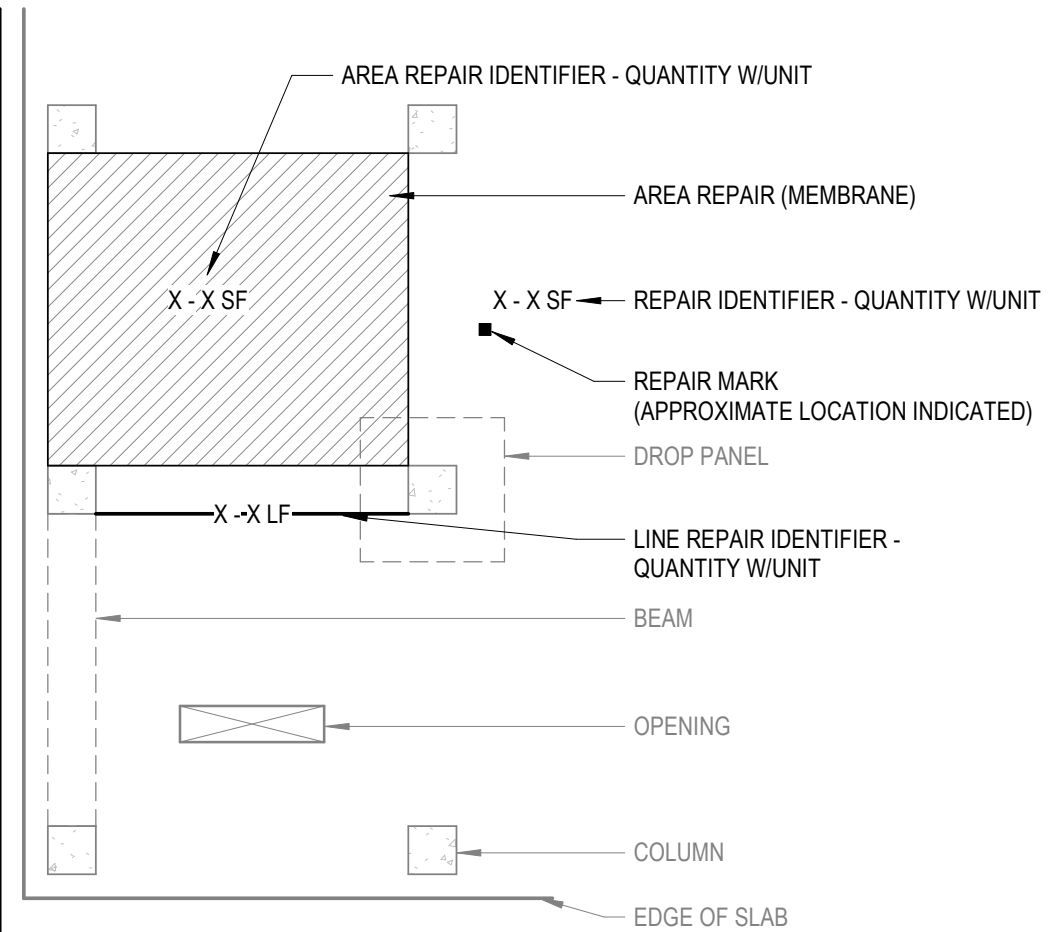 AREA REPAIR IDENTIFIER - QUANTITY W/UNIT
AREA REPAIR (MEMBRANE)
X - X SF
X - X SF
REPAIR IDENTIFIER - QUANTITY W/UNIT
REPAIR MARK
(APPROXIMATE LOCATION INDICATED)
DROP PANEL
X - X LF
LINE REPAIR IDENTIFIER -
QUANTITY W/UNIT
BEAM
OPENING
COLUMN
EDGE OF SLAB